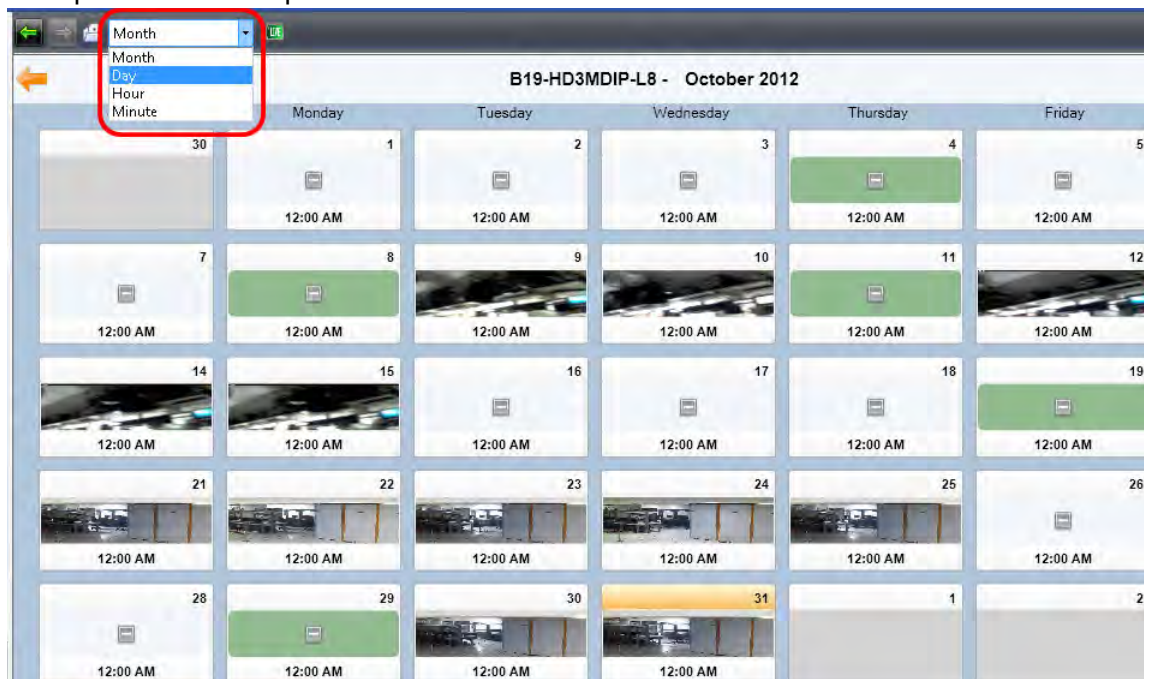 Month
LIVE
Month
Day
Hour
Minute
B19-HD3MDIP-L8 - October 2012
Monday Tuesday Wednesday Thursday Friday
30 1 2 3 4 5
12:00 AM 12:00 AM 12:00 AM 12:00 AM 12:00 AM
7 8 9 10 11 12
12:00 AM 12:00 AM 12:00 AM 12:00 AM 12:00 AM 12:00 AM
14 15 16 17 18 19
12:00 AM 12:00 AM 12:00 AM 12:00 AM 12:00 AM 12:00 AM
21 22 23 24 25 26
12:00 AM 12:00 AM 12:00 AM 12:00 AM 12:00 AM 12:00 AM
28 29 30 31 1 2
12:00 AM 12:00 AM 12:00 AM 12:00 AM